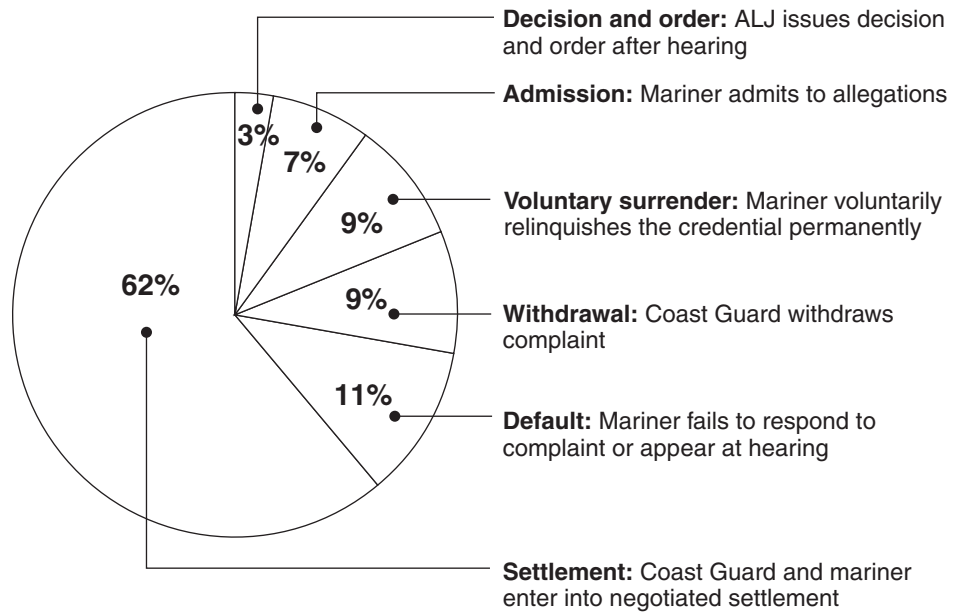 Decision and order: ALJ issues decision
and order after hearing
3%
Admission: Mariner admits to allegations
7%
Voluntary surrender: Mariner voluntarily
relinquishes the credential permanently
9%
62%
9%
Withdrawal: Coast Guard withdraws
complaint
11%
Default: Mariner fails to respond to
complaint or appear at hearing
Settlement: Coast Guard and mariner
enter into negotiated settlement